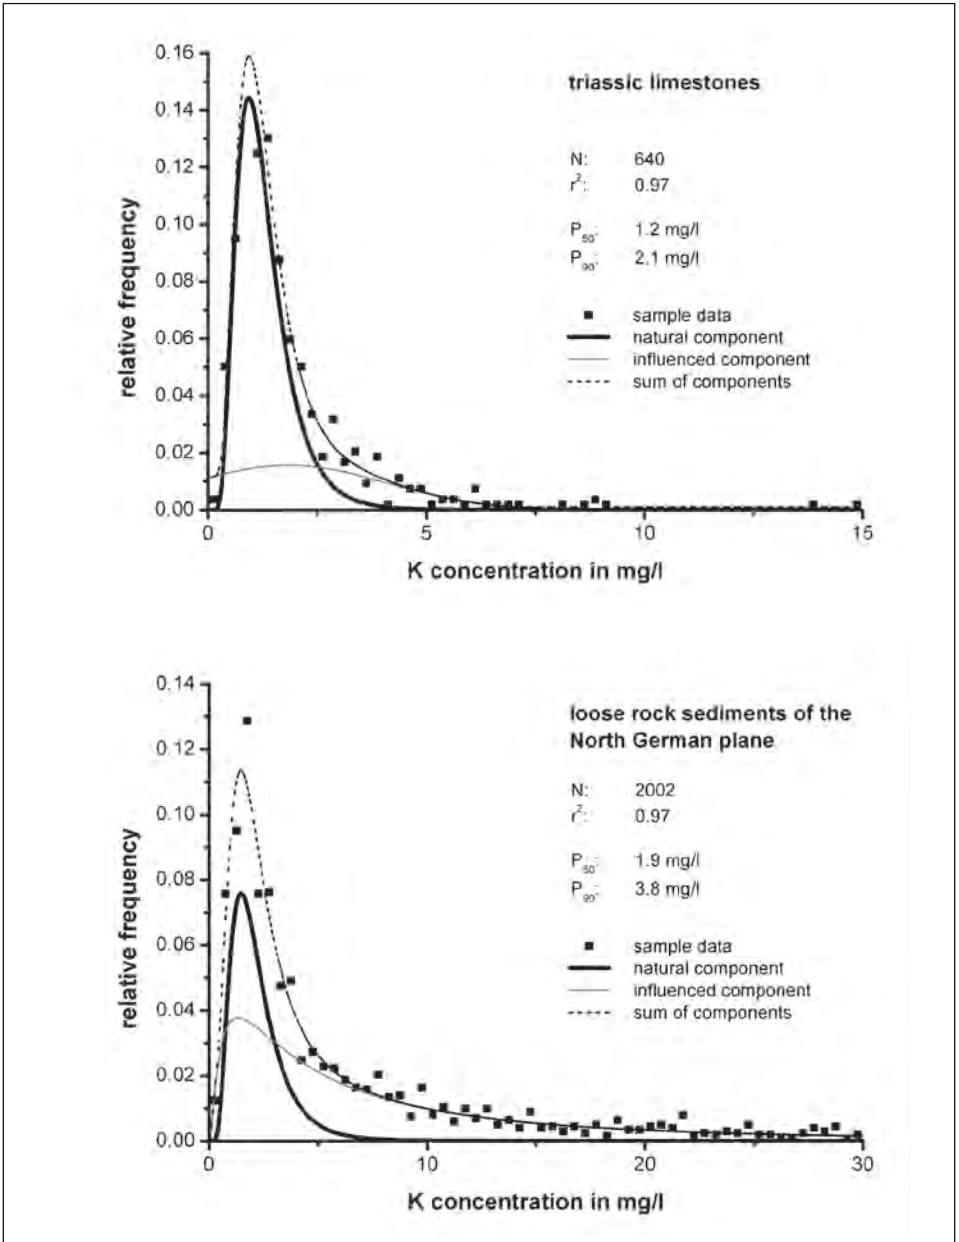 0.16
0.14
0.12
0.10
0.08
0.06
0.04
0.02
0.00
relative frequency
triassic limestones
N: 640
r²: 0.97
P₅₀: 1.2 mg/l
P₉₀: 2.1 mg/l
sample data
natural component
influenced component
sum of components
0 5 10 15
K concentration in mg/l
0.14
0.12
0.10
0.08
0.06
0.04
0.02
0.00
relative frequency
loose rock sediments of the
North German plane
N: 2002
r²: 0.97
P₅₀: 1.9 mg/l
P₉₀: 3.8 mg/l
sample data
natural component
influenced component
sum of components
0 10 20 30
K concentration in mg/l